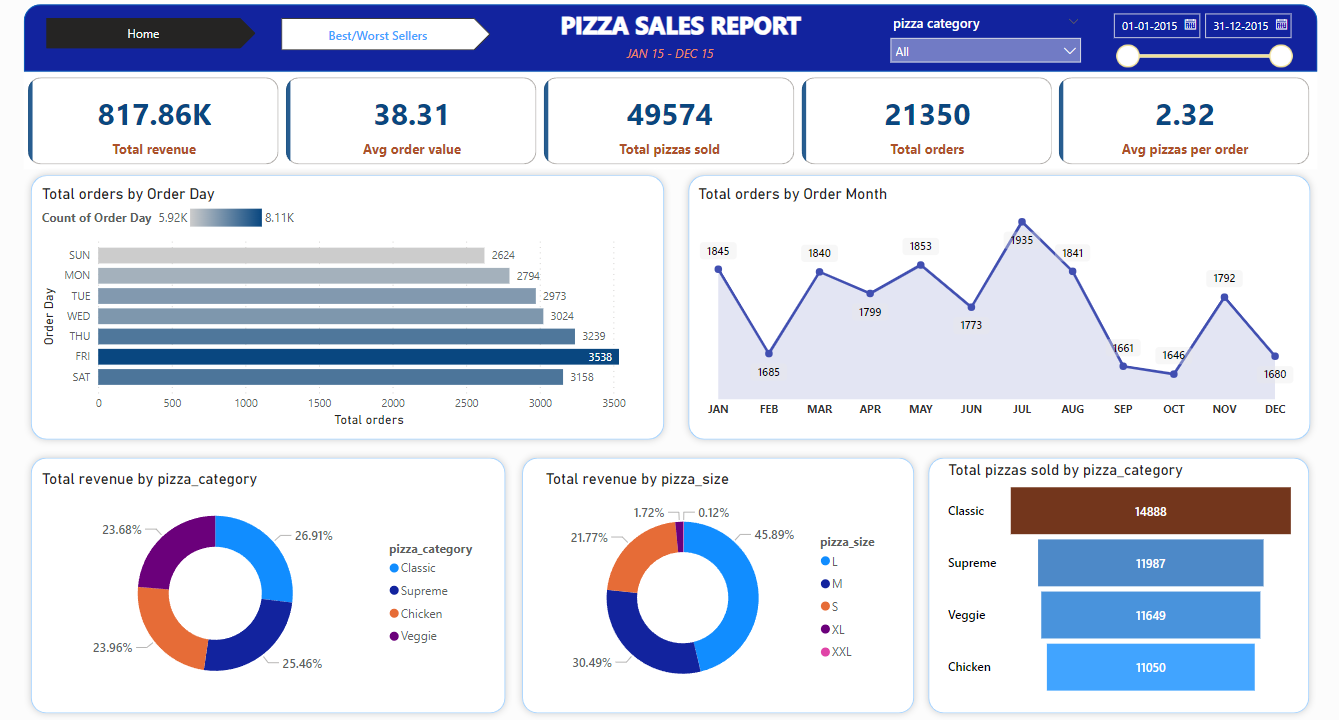 Home
Best/Worst Sellers
PIZZA SALES REPORT
JAN 15 - DEC 15
pizza category
All
01-01-2015
31-12-2015
817.86K
Total revenue
38.31
Avg order value
49574
Total pizzas sold
21350
Total orders
2.32
Avg pizzas per order
Total orders by Order Day
Count of Order Day 5.92K 8.11K
Order Day
SUN 2624
MON 2794
TUE 2973
WED 3024
THU 3239
FRI 3538
SAT 3158
0 500 1000 1500 2000 2500 3000 3500
Total orders
Total orders by Order Month
1845 1685 1840 1799 1853 1773 1935 1841 1661 1646 1792 1680
JAN FEB MAR APR MAY JUN JUL AUG SEP OCT NOV DEC
Total revenue by pizza_category
23.68%
26.91%
23.96%
25.46%
pizza_category
Classic
Supreme
Chicken
Veggie
Total revenue by pizza_size
1.72% 0.12%
21.77%
45.89%
30.49%
pizza_size
L
M
S
XL
XXL
Total pizzas sold by pizza_category
Classic 14888
Supreme 11987
Veggie 11649
Chicken 11050